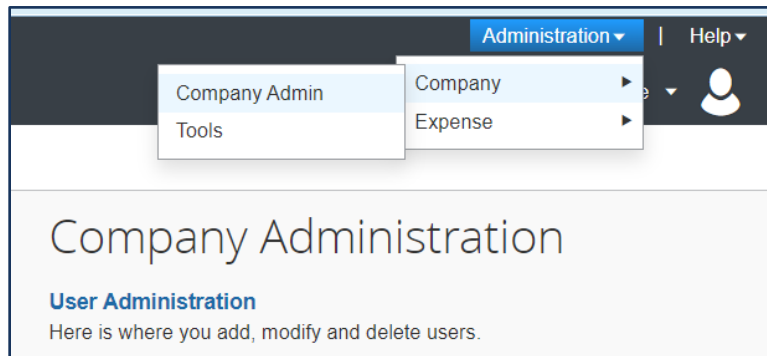 Administration | Help
Company Admin
Company
Tools
Expense
Company Administration
User Administration
Here is where you add, modify and delete users.